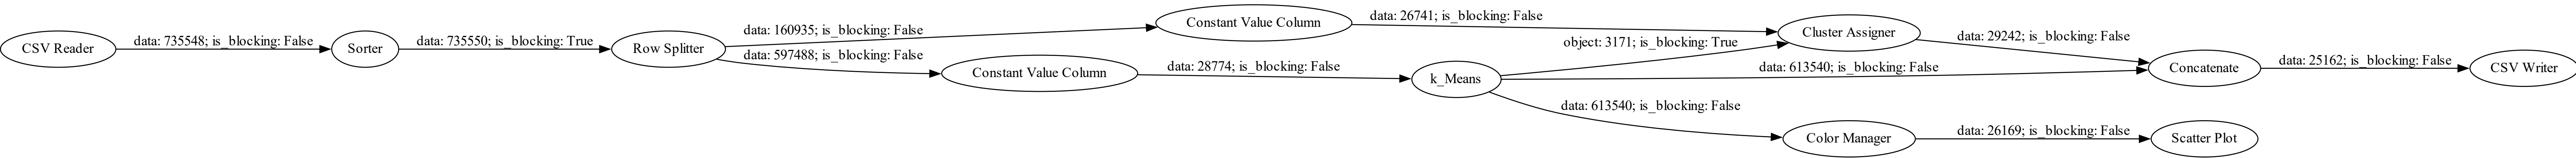 CSV Reader
data: 735548; is_blocking: False
Sorter
data: 735550; is_blocking: True
Row Splitter
data: 160935; is_blocking: False
data: 597488; is_blocking: False
Constant Value Column
data: 26741; is_blocking: False
Constant Value Column
data: 28774; is_blocking: False
k_Means
object: 3171; is_blocking: True
data: 613540; is_blocking: False
data: 613540; is_blocking: False
Cluster Assigner
data: 29242; is_blocking: False
Color Manager
data: 26169; is_blocking: False
Concatenate
data: 25162; is_blocking: False
Scatter Plot
CSV Writer